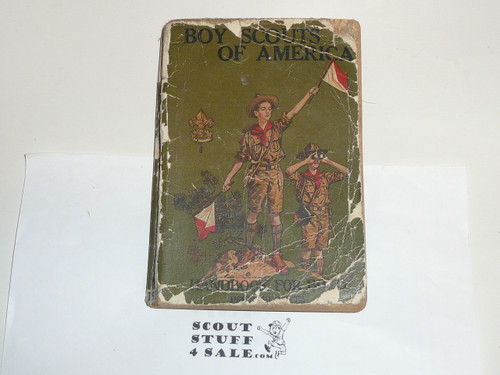 BOY SCOUTS
OF AMERICA
HANDBOOK FOR BOYS
SCOUT
STUFF
4 SALE.com